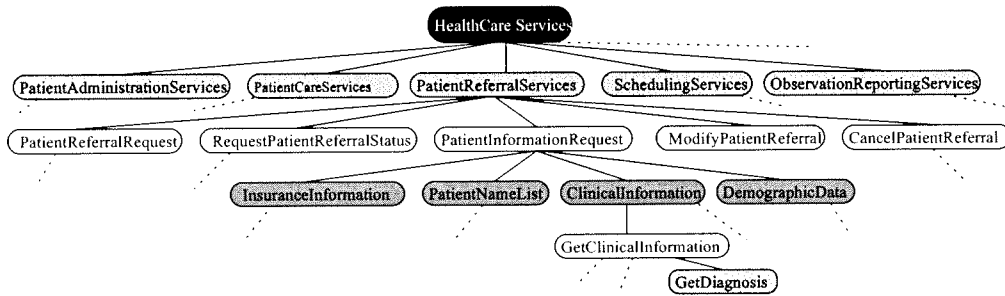 HealthCare Services
PatientAdministrationServices PatientCareServices PatientReferralServices SchedulingServices ObservationReportingServices
PatientReferralRequest RequestPatientReferralStatus PatientInformationRequest ModifyPatientReferral CancelPatientReferral
InsuranceInformation PatientNameList ClinicalInformation DemographicData
GetClinicalInformation
GetDiagnosis